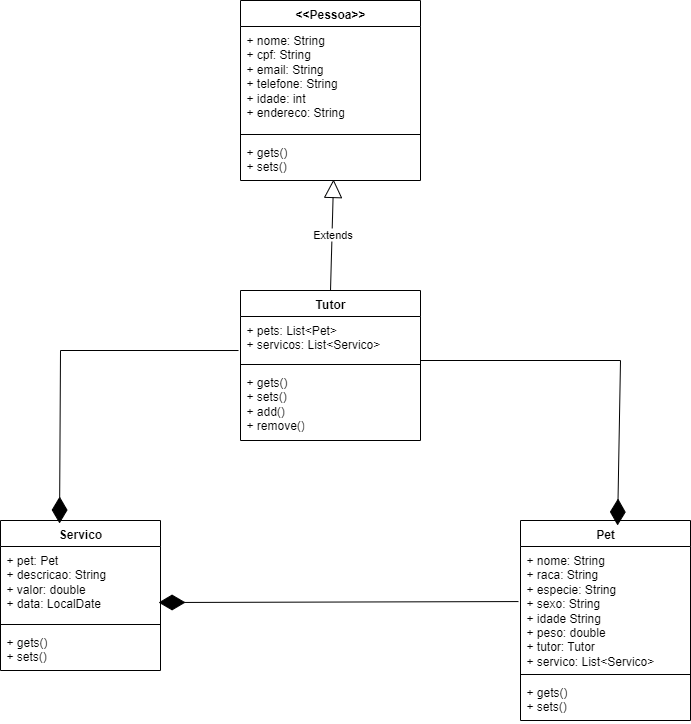 <<Pessoa>>
+ nome: String
+ cpf: String
+ email: String
+ telefone: String
+ idade: int
+ endereco: String
+ gets()
+ sets()
Extends
Tutor
+ pets: List<Pet>
+ servicos: List<Servico>
+ gets()
+ sets()
+ add()
+ remove()
Servico
+ pet: Pet
+ descricao: String
+ valor: double
+ data: LocalDate
+ gets()
+ sets()
Pet
+ nome: String
+ raca: String
+ especie: String
+ sexo: String
+ idade String
+ peso: double
+ tutor: Tutor
+ servico: List<Servico>
+ gets()
+ sets()